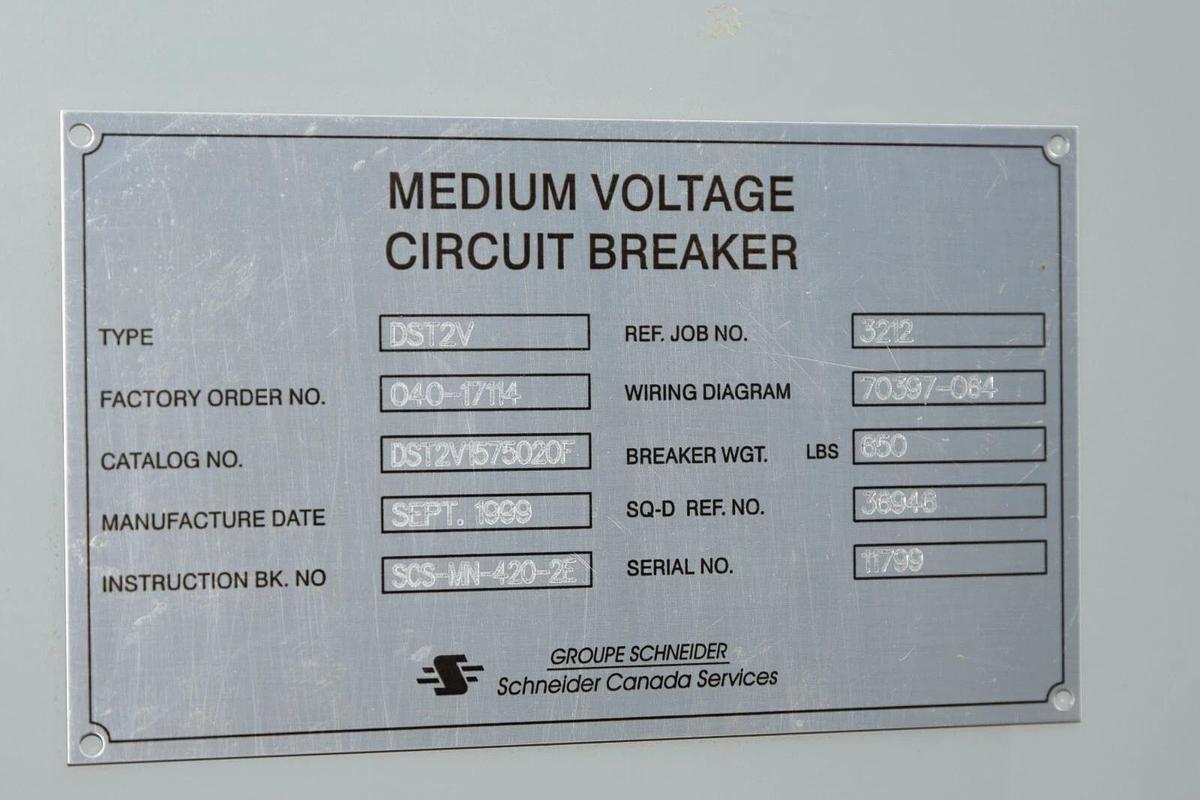 MEDIUM VOLTAGE
CIRCUIT BREAKER
TYPE DST2V REF. JOB NO. 3212
FACTORY ORDER NO. 040-17114 WIRING DIAGRAM 70397-064
CATALOG NO. DST2V1575020F BREAKER WGT. LBS 650
MANUFACTURE DATE SEPT. 1999 SQ-D REF. NO.
INSTRUCTION BK. NO SCS-MN-420-2E SERIAL NO. 11799
GROUPE SCHNEIDER
Schneider Canada Services